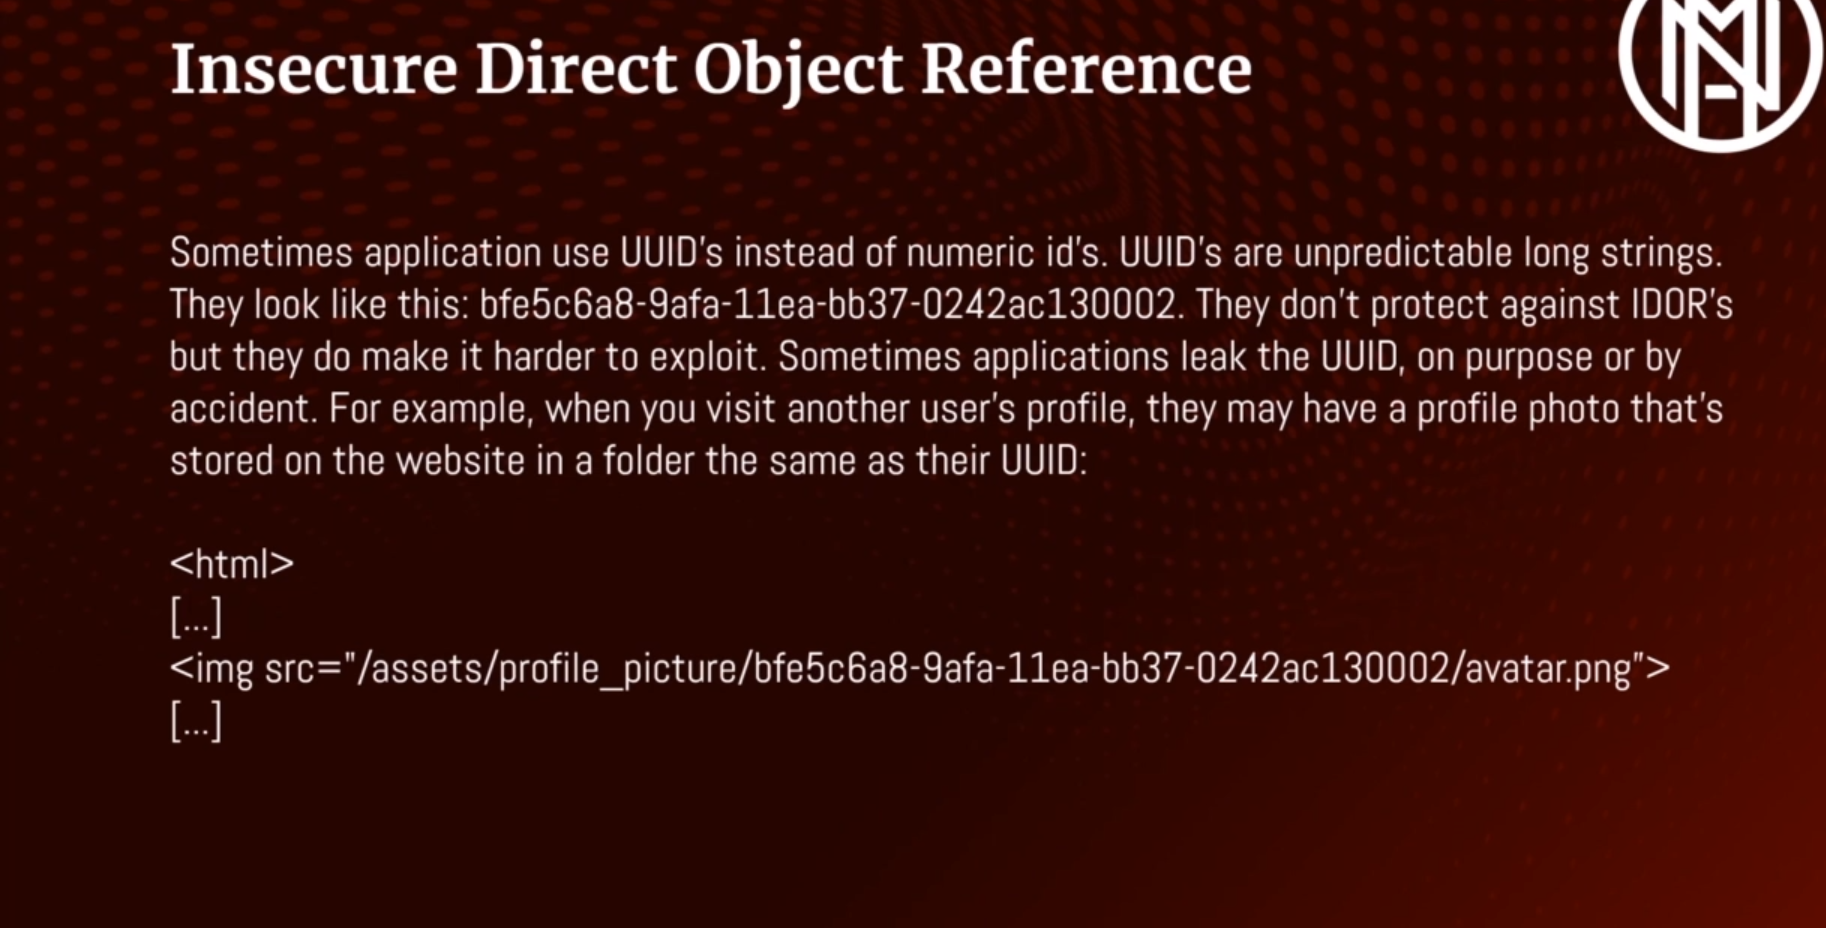 Insecure Direct Object Reference
Sometimes application use UUID's instead of numeric id's. UUID's are unpredictable long strings.
They look like this: bfe5c6a8-9afa-11ea-bb37-0242ac130002. They don't protect against IDOR's
but they do make it harder to exploit. Sometimes applications leak the UUID, on purpose or by
accident. For example, when you visit another user's profile, they may have a profile photo that's
stored on the website in a folder the same as their UUID:
<html>
[...]
<img src="/assets/profile_picture/bfe5c6a8-9afa-11ea-bb37-0242ac130002/avatar.png">
[...]